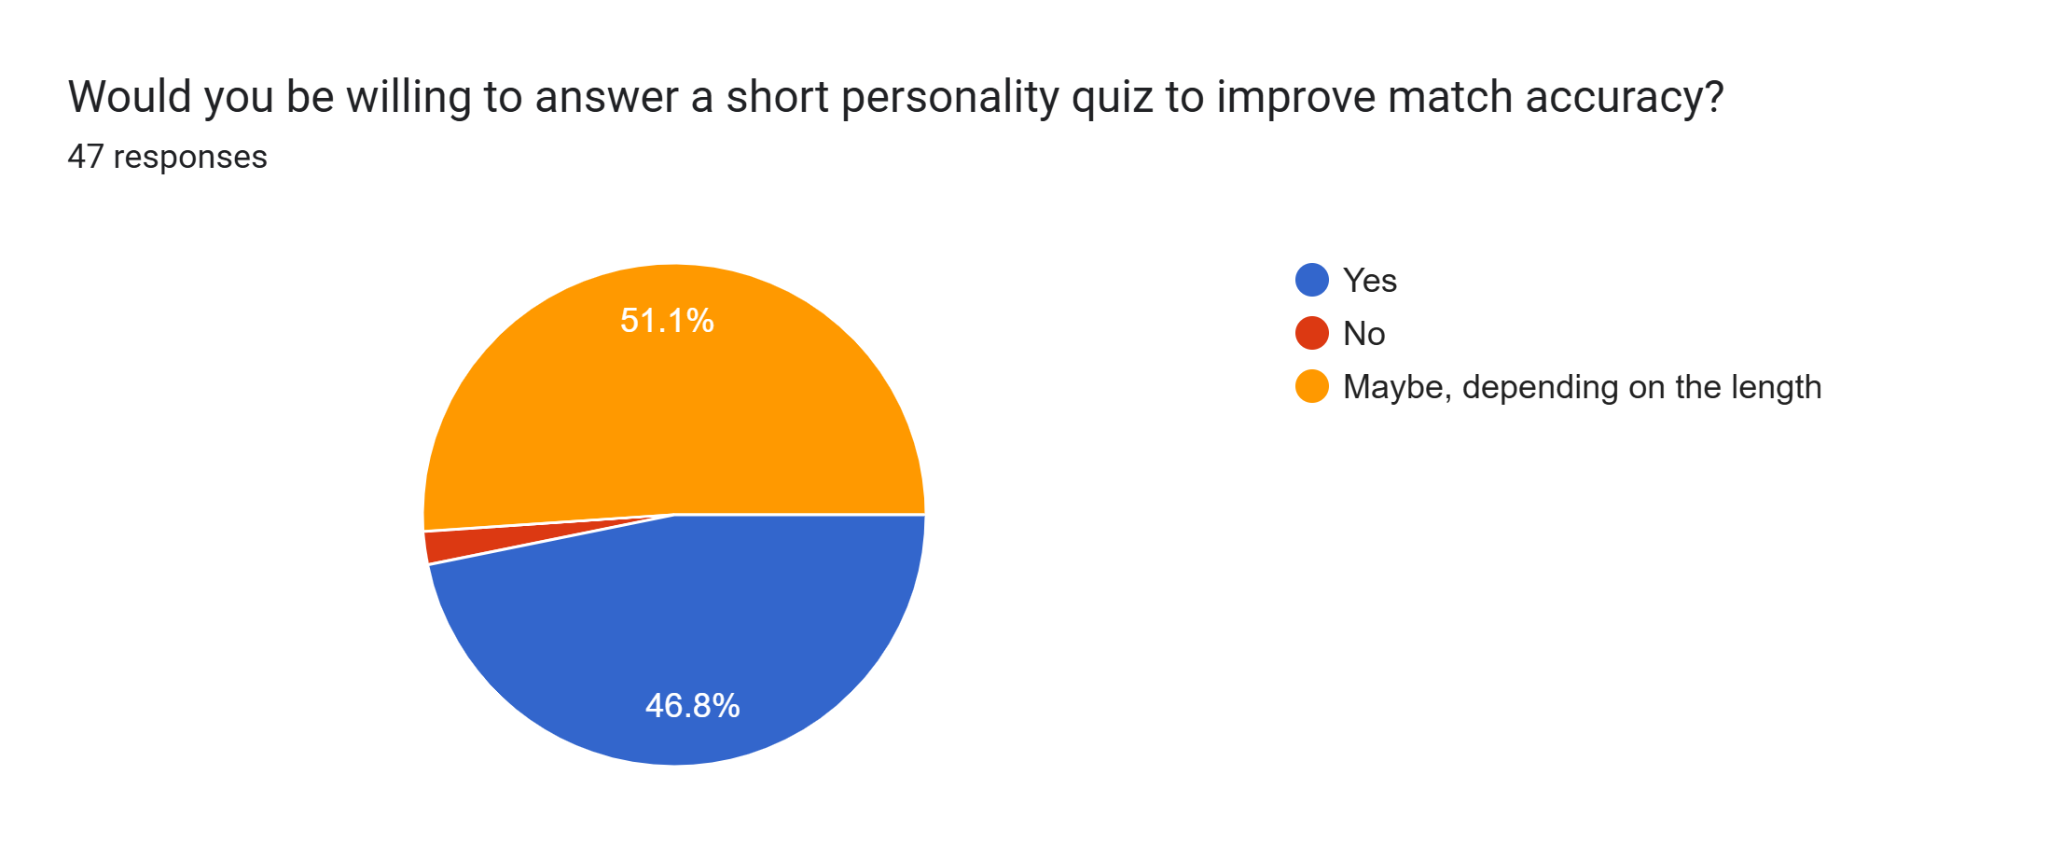 Would you be willing to answer a short personality quiz to improve match accuracy?
47 responses
51.1%
46.8%
Yes
No
Maybe, depending on the length